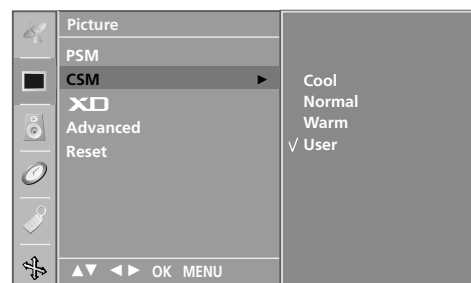 Picture
PSM
CSM ►
XD
Advanced
Reset
▲▼ ◄► OK MENU
Cool
Normal
Warm
√ User